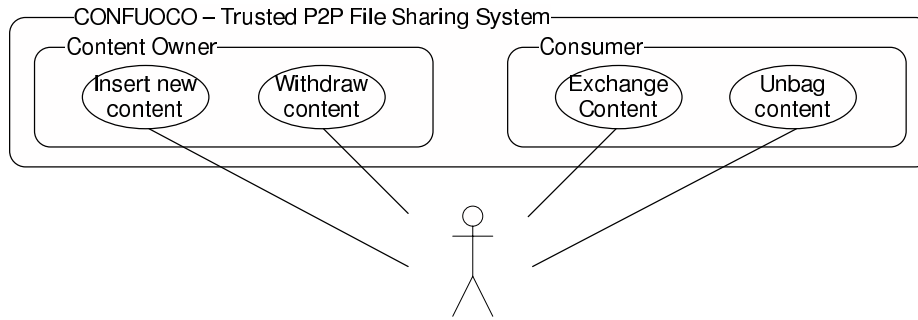 CONFUOCO – Trusted P2P File Sharing System
Content Owner
Consumer
Insert new
content
Withdraw
content
Exchange
Content
Unbag
content